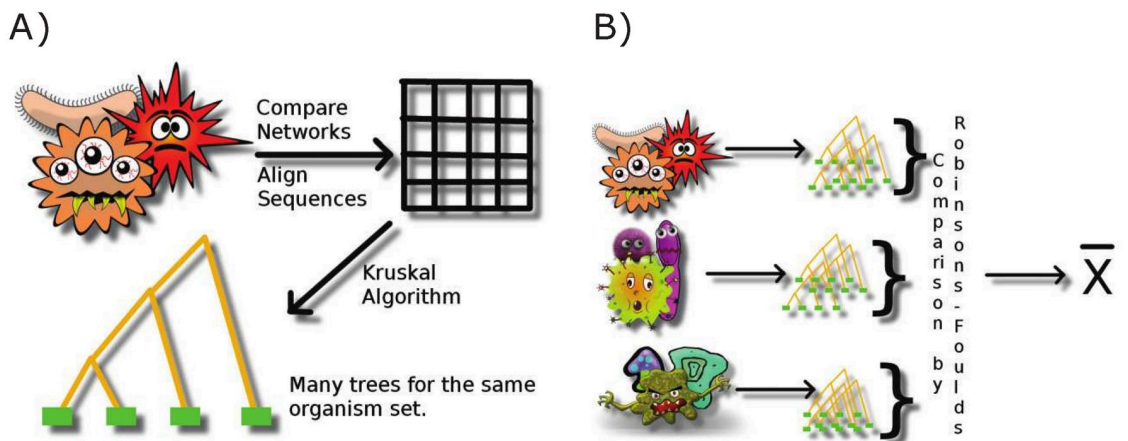 A)
Compare
Networks
Align
Sequences
Kruskal
Algorithm
Many trees for the same
organism set.
B)
Comparison by
Robinsons-Foulds
X̅